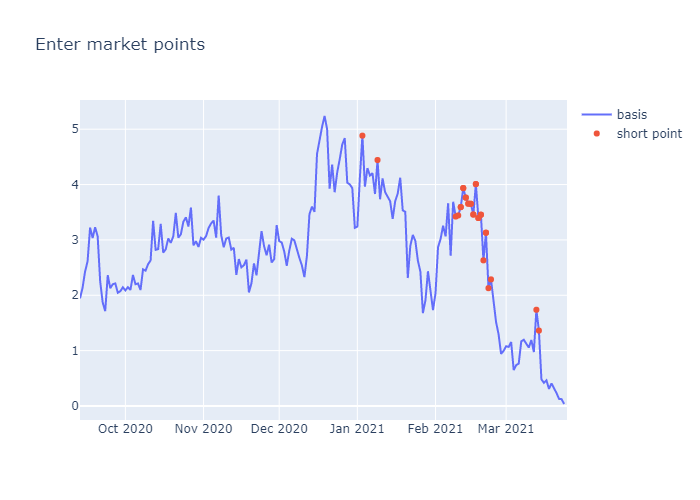 Enter market points
basis
short point
5
4
3
2
1
0
Oct 2020
Nov 2020
Dec 2020
Jan 2021
Feb 2021
Mar 2021